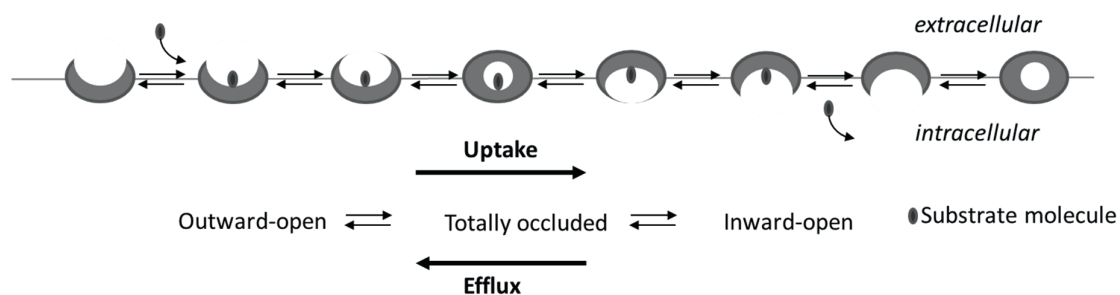 extracellular
intracellular
Uptake
Outward-open
Totally occluded
Inward-open
Substrate molecule
Efflux